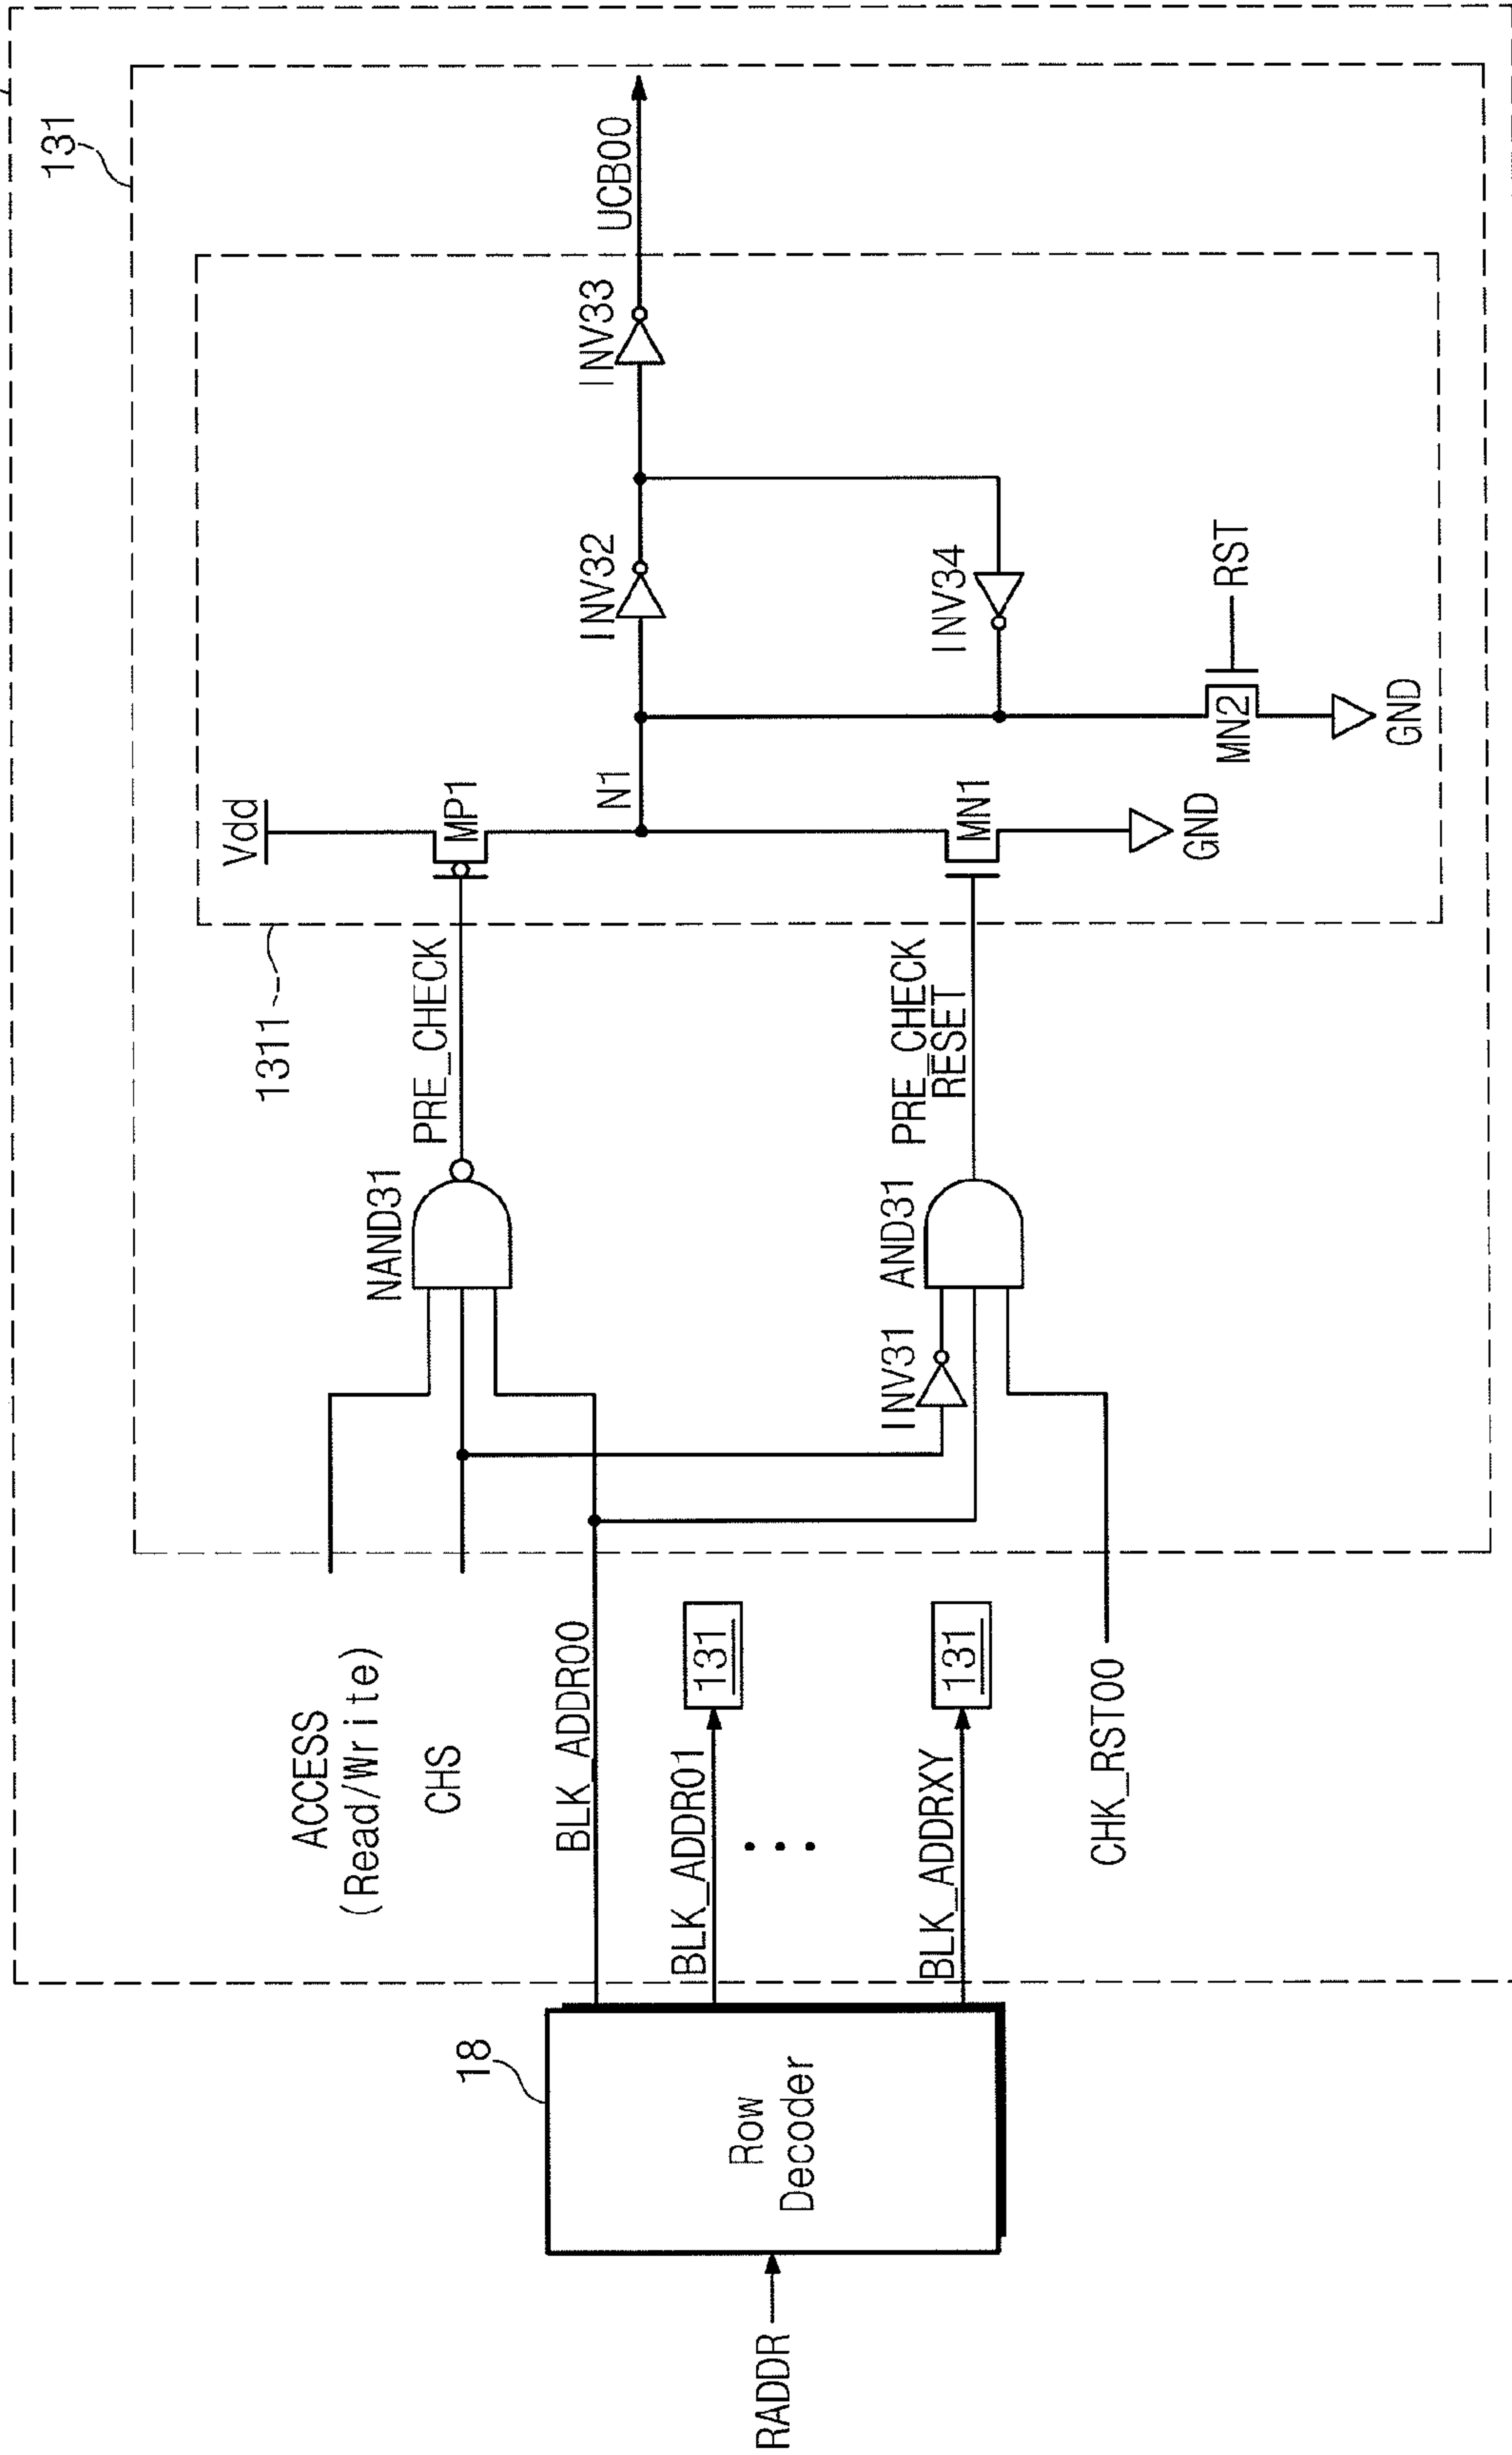 131
1311
Vdd
MP1
N1
INV32
INV33
UCB00
INV34
MN1
GND
MN2
RST
GND
PRE_CHECK
PRE_CHECK
RESET
NAND31
AND31
INV31
ACCESS
(Read/Write)
CHS
BLK_ADDR00
BLK_ADDR01
131
BLK_ADDRXY
131
CHK_RST00
18
Row
Decoder
RADDR